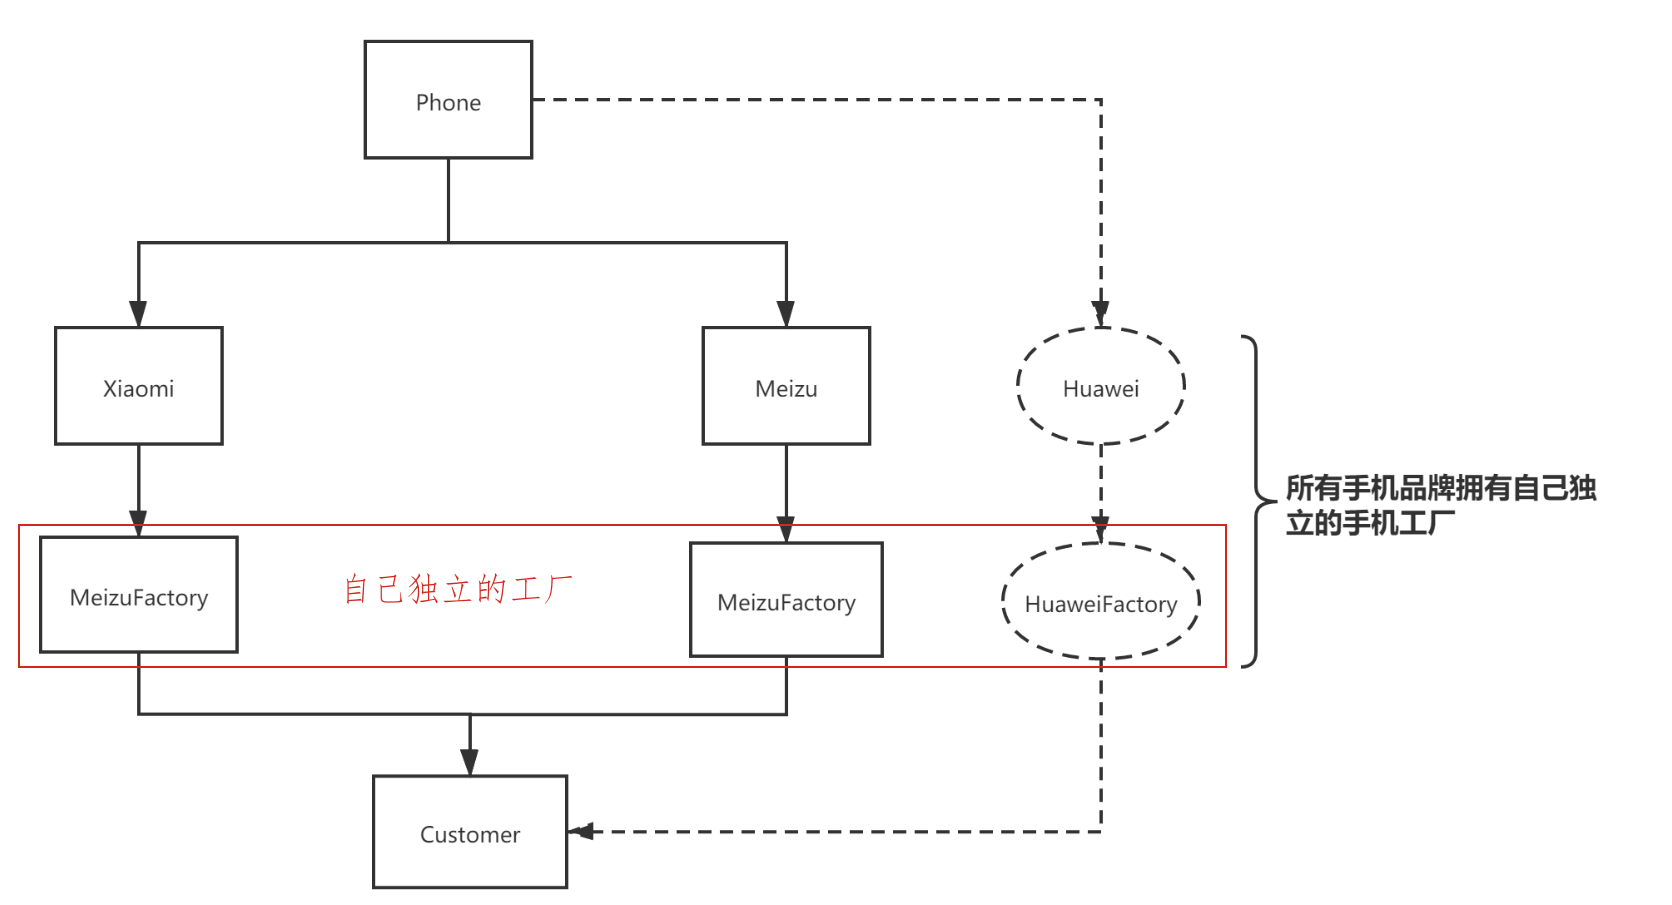 Phone
Xiaomi
Meizu
Huawei
所有手机品牌拥有自己独
立的手机工厂
MeizuFactory
自己独立的工厂
MeizuFactory
HuaweiFactory
Customer